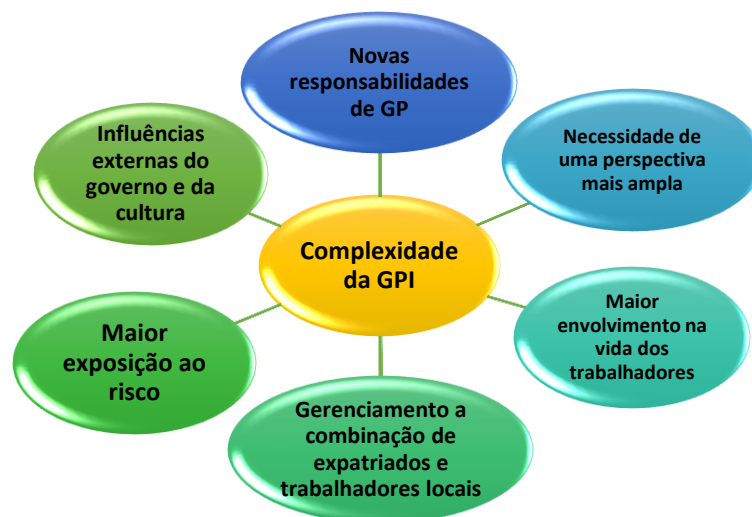 Novas
responsabilidades
de GP
Influências
externas do
governo e da
cultura
Necessidade de
uma perspectiva
mais ampla
Complexidade
da GPI
Maior
exposição ao
risco
Maior
envolvimento na
vida dos
trabalhadores
Gerenciamento a
combinação de
expatriados e
trabalhadores locais